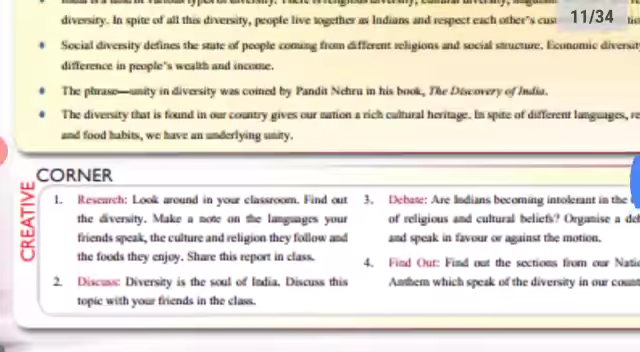 diversity. In spite of all this diversity, people live together as Indians and respect each other's
11/34
• Social diversity defines the state of people coming from different religions and social structure. Economic
difference in people's wealth and income.
• The phrase—unity in diversity was coined by Pandit Nehru in his book, The Discovery of India.
• The diversity that is found in our country gives our nation a rich cultural heritage. In spite of different languages,
and food habits, we have an underlying unity.
CREATIVE CORNER
1. Research: Look around in your classroom. Find out
the diversity. Make a note on the languages your
friends speak, the culture and religion they follow and
the foods they enjoy. Share this report in class.
2. Discuss: Diversity is the soul of India. Discuss this
topic with your friends in the class.
3. Debate: Are Indians becoming intolerant in the
of religious and cultural beliefs? Organise a
and speak in favour or against the motion.
4. Find Out: Find out the sections from our
Anthem which speak of the diversity in our